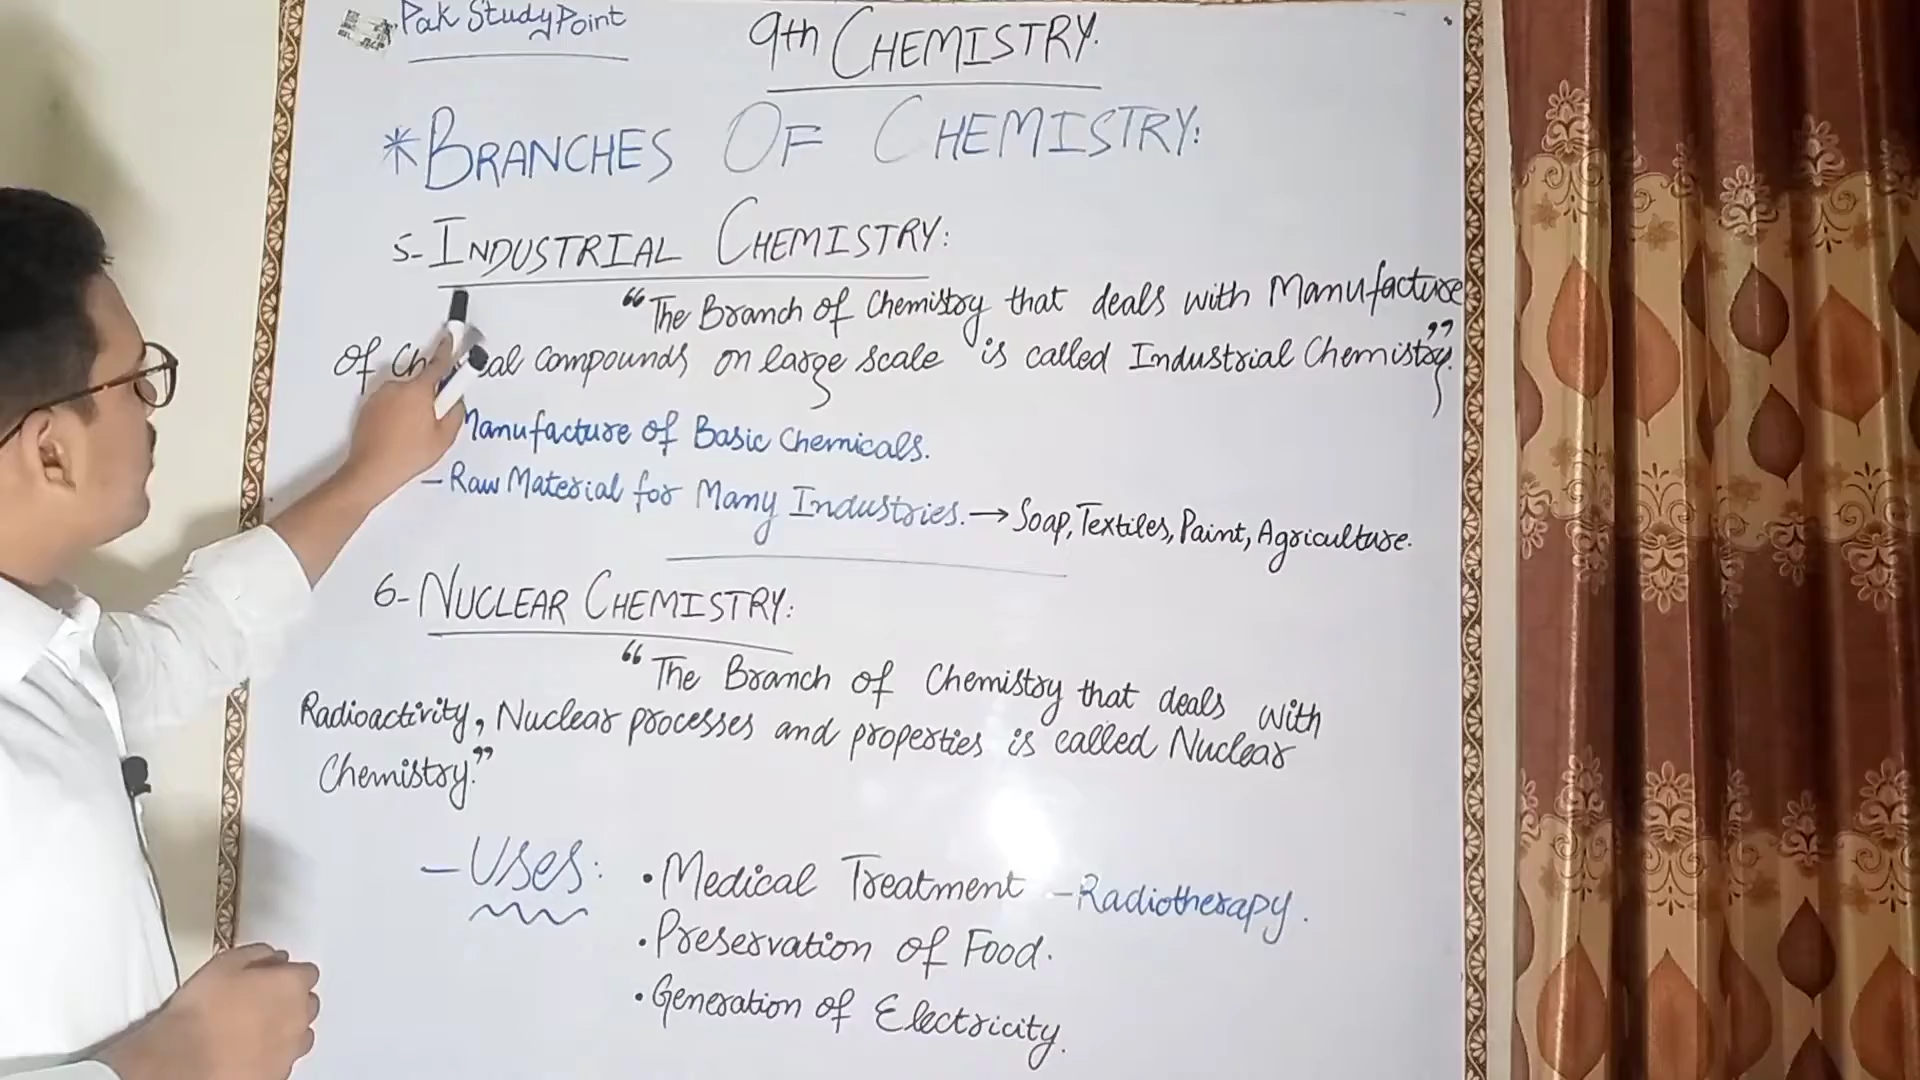 Pak StudyPoint
9th CHEMISTRY.
*BRANCHES OF CHEMISTRY:
5-INDUSTRIAL CHEMISTRY:
“The Branch of Chemistry that deals with Manufacture
of compounds on large scale is called Industrial Chemistry.”
Manufacture of Basic Chemicals.
-Raw Material for Many Industries. → Soap, Textiles, Paint, Agriculture.
6-NUCLEAR CHEMISTRY:
“The Branch of Chemistry that deals with
Radioactivity, Nuclear processes and properties is called Nuclear
Chemistry.”
-Uses: •Medical Treatment -Radiotherapy.
•Preservation of Food.
•Generation of Electricity.